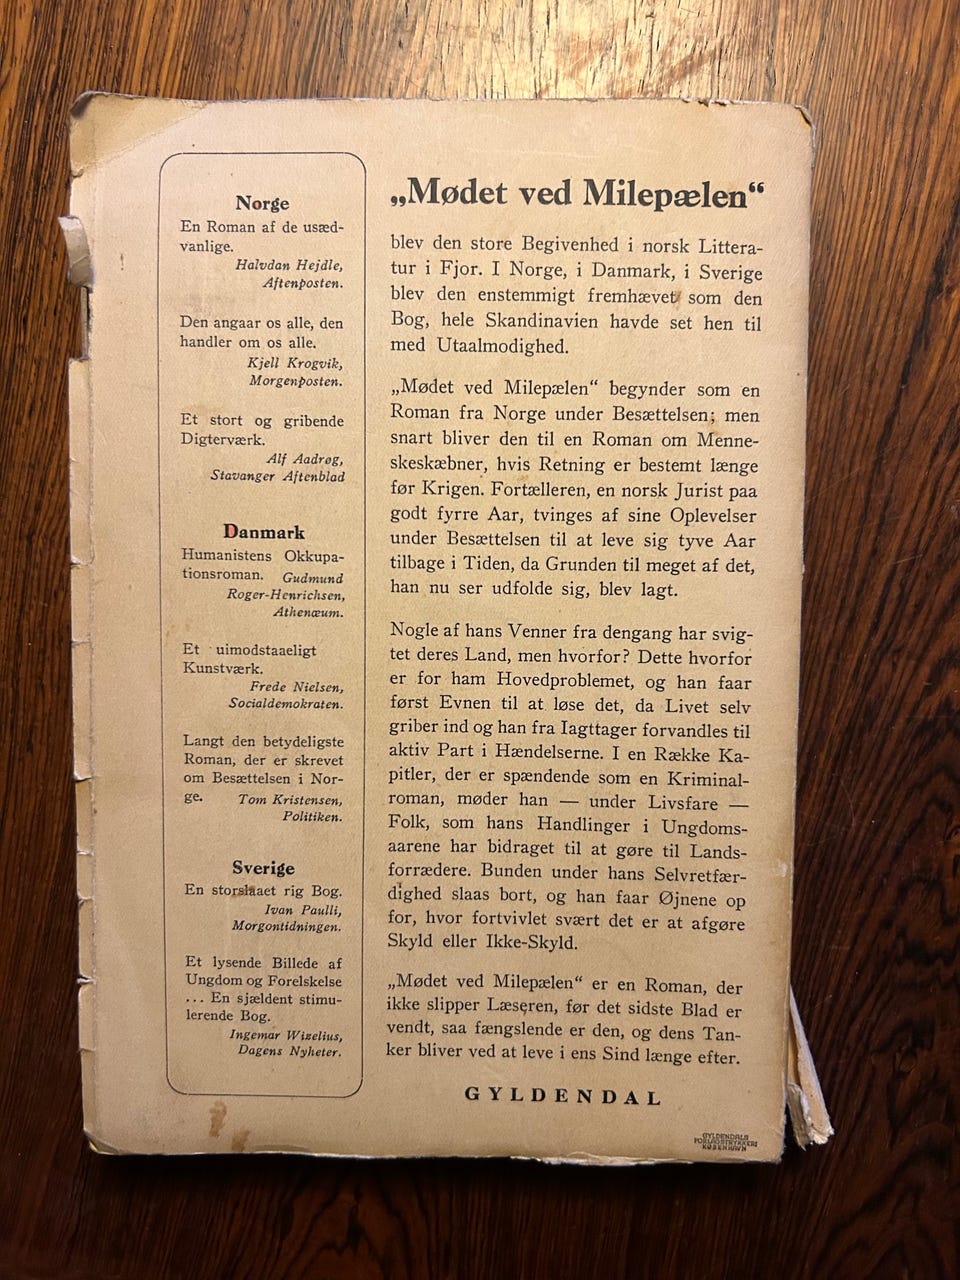 Norge
En Roman af de usæd-
vanlige.
Halvdan Hejdle,
Aftenposten.
Den angaar os alle, den
handler om os alle.
Kjell Krogvik,
Morgenposten.
Et stort og gribende
Digterværk.
Alf Aadrøg,
Stavanger Aftenblad
Danmark
Humanistens Okkupa-
tionsroman. Gudmund
Roger-Henrichsen,
Athenæum.
Et uimodstaaeligt
Kunstværk.
Frede Nielsen,
Socialdemokraten.
Langt den betydeligste
Roman, der er skrevet
om Besættelsen i Nor-
ge. Tom Kristensen,
Politiken.
Sverige
En storslaaet rig Bog.
Ivan Paulli,
Morgontidningen.
Et lysende Billede af
Ungdom og Forelskelse
... En sjældent stimu-
lerende Bog.
Ingemar Wizelius,
Dagens Nyheter.
„Mødet ved Milepælen“
blev den store Begivenhed i norsk Littera-
tur i Fjor. I Norge, i Danmark, i Sverige
blev den enstemmigt fremhævet som den
Bog, hele Skandinavien havde set hen til
med Utaalmodighed.
„Mødet ved Milepælen“ begynder som en
Roman fra Norge under Besættelsen; men
snart bliver den til en Roman om Menne-
skeskæbner, hvis Retning er bestemt længe
før Krigen. Fortælleren, en norsk Jurist paa
godt fyrre Aar, tvinges af sine Oplevelser
under Besættelsen til at leve sig tyve Aar
tilbage i Tiden, da Grunden til meget af det,
han nu ser udfolde sig, blev lagt.
Nogle af hans Venner fra dengang har svig-
tet deres Land, men hvorfor? Dette hvorfor
er for ham Hovedproblemet, og han faar
først Evnen til at løse det, da Livet selv
griber ind og han fra Iagttager forvandles til
aktiv Part i Hændelserne. I en Række Ka-
pitler, der er spændende som en Kriminal-
roman, møder han — under Livsfare —
Folk, som hans Handlinger i Ungdoms-
aarene har bidraget til at gøre til Lands-
forrædere. Bunden under hans Selvretfær-
dighed slaas bort, og han faar Øjnene op
for, hvor fortvivlet svært det er at afgøre
Skyld eller Ikke-Skyld.
„Mødet ved Milepælen“ er en Roman, der
ikke slipper Læseren, før det sidste Blad er
vendt, saa fængslende er den, og dens Tan-
ker bliver ved at leve i ens Sind længe efter.
GYLDENDAL
GYLDENDALS
FORLAGSTRYKKERI
KØBENHAVN